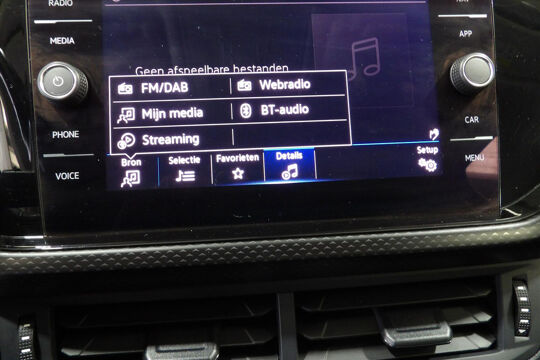 RADIO
NAV
MEDIA
APP
Geen afspeelbare bestanden
FM/DAB Webradio
Mijn media BT-audio
Streaming
PHONE
CAR
Bron Selectie Favorieten Details Setup
VOICE
MENU